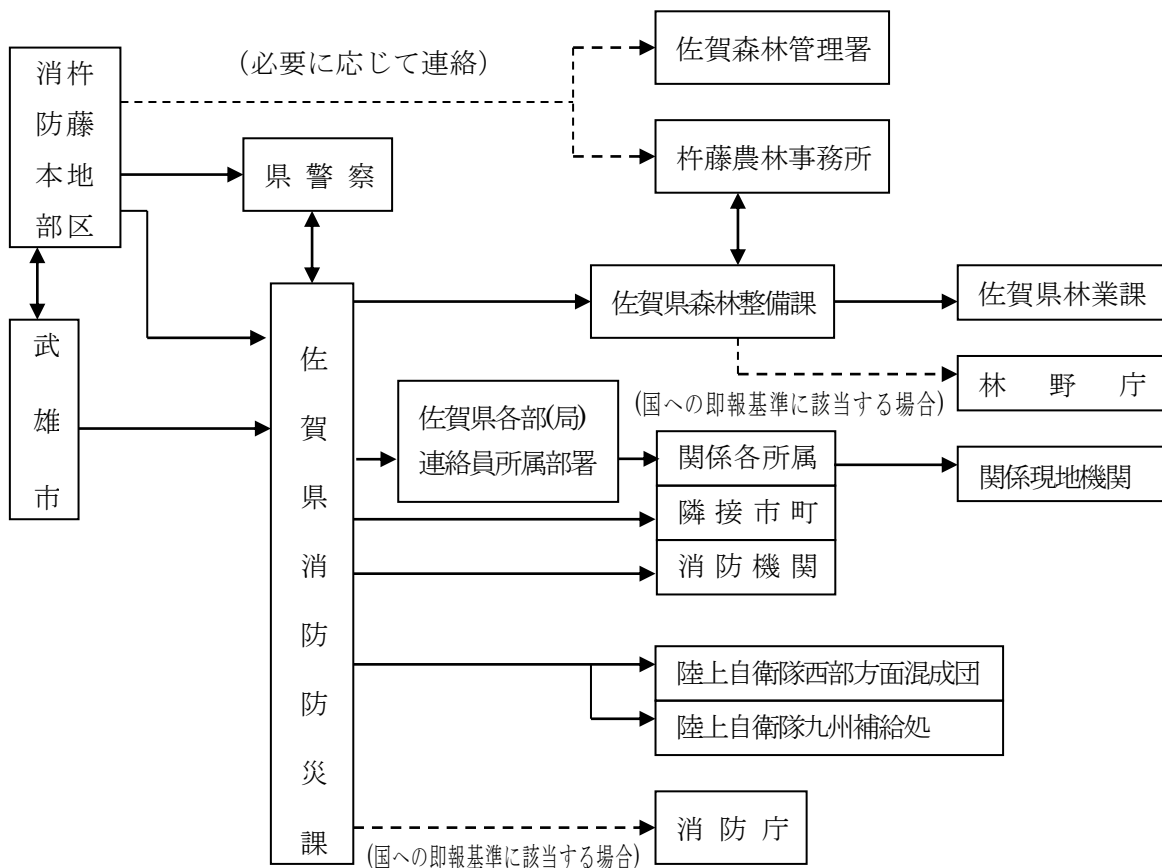 杵藤地区
消防本部
(必要に応じて連絡)
佐賀森林管理署
杵藤農林事務所
県警察
武雄市
佐賀県消防防災課
佐賀県森林整備課
佐賀県林業課
林野庁
(国への即報基準に該当する場合)
佐賀県各部(局)
連絡員所属部署
関係各所属
関係現地機関
隣接市町
消防機関
陸上自衛隊西部方面混成団
陸上自衛隊九州補給処
消防庁
(国への即報基準に該当する場合)